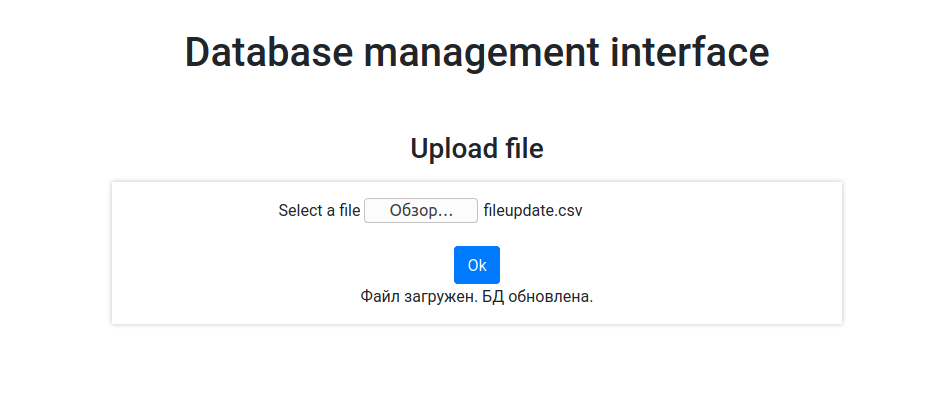 Database management interface
Upload file
Select a file Обзор... fileupdate.csv
Ok
Файл загружен. БД обновлена.